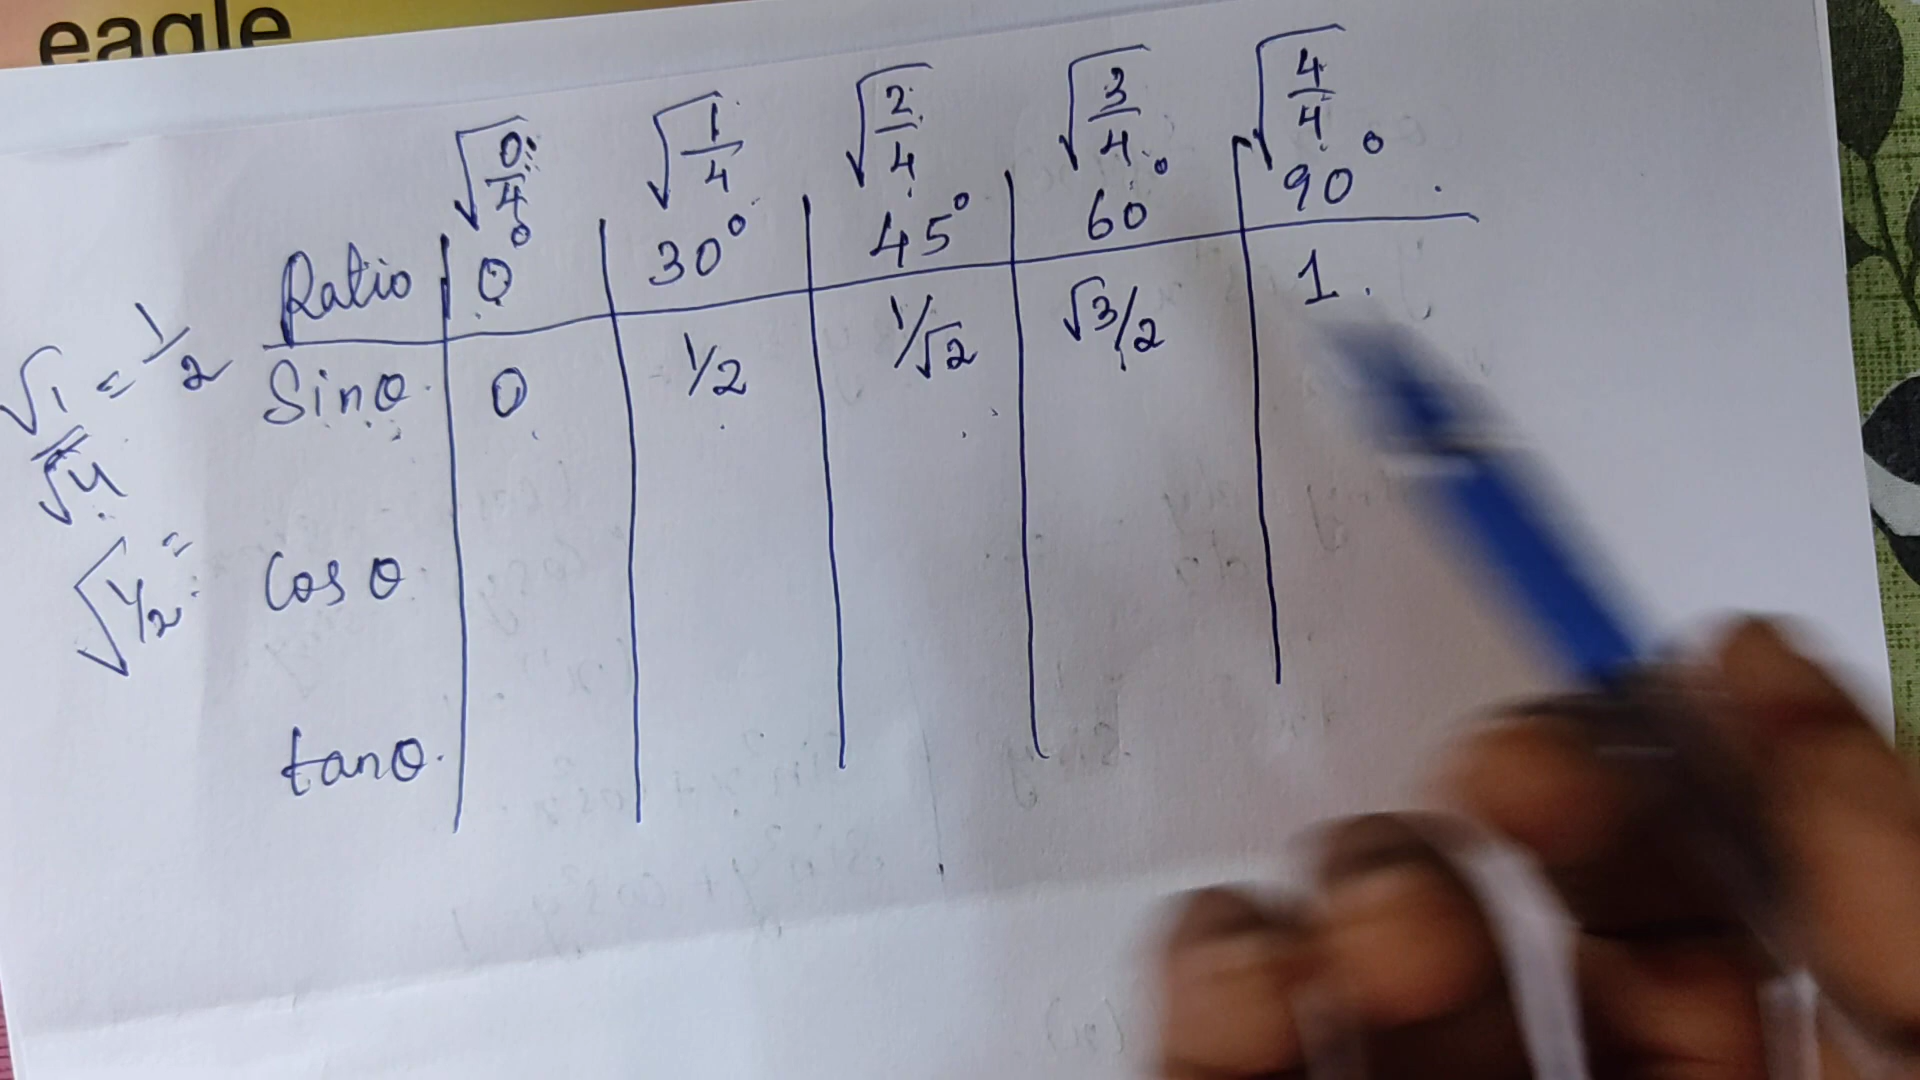 eagle
√0/4 √1/4 √2/4 √3/4 √4/4
Ratio 0° 30° 45° 60° 90°
Sinθ 0 1/2 1/√2 √3/2 1
√1/√4 = 1/2
√1/2 =
Cosθ
tanθ